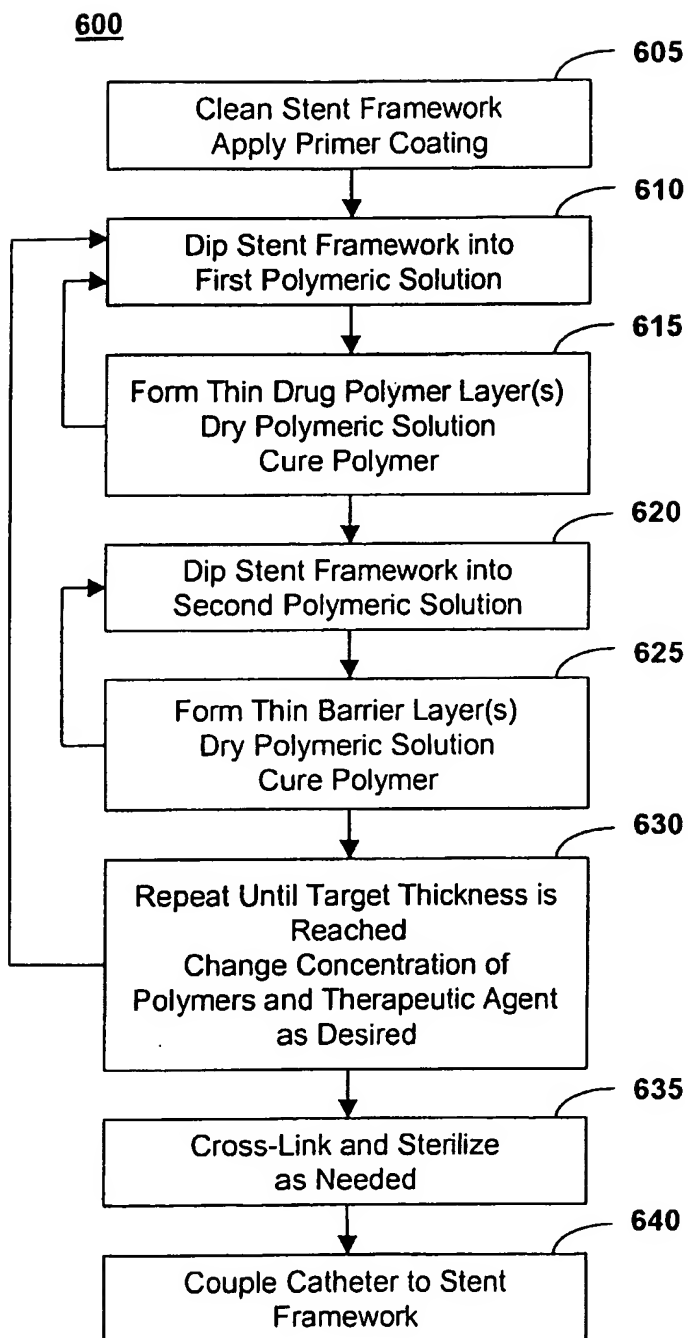 600
605
Clean Stent Framework
Apply Primer Coating
610
Dip Stent Framework into
First Polymeric Solution
615
Form Thin Drug Polymer Layer(s)
Dry Polymeric Solution
Cure Polymer
620
Dip Stent Framework into
Second Polymeric Solution
625
Form Thin Barrier Layer(s)
Dry Polymeric Solution
Cure Polymer
630
Repeat Until Target Thickness is
Reached
Change Concentration of
Polymers and Therapeutic Agent
as Desired
635
Cross-Link and Sterilize
as Needed
640
Couple Catheter to Stent
Framework